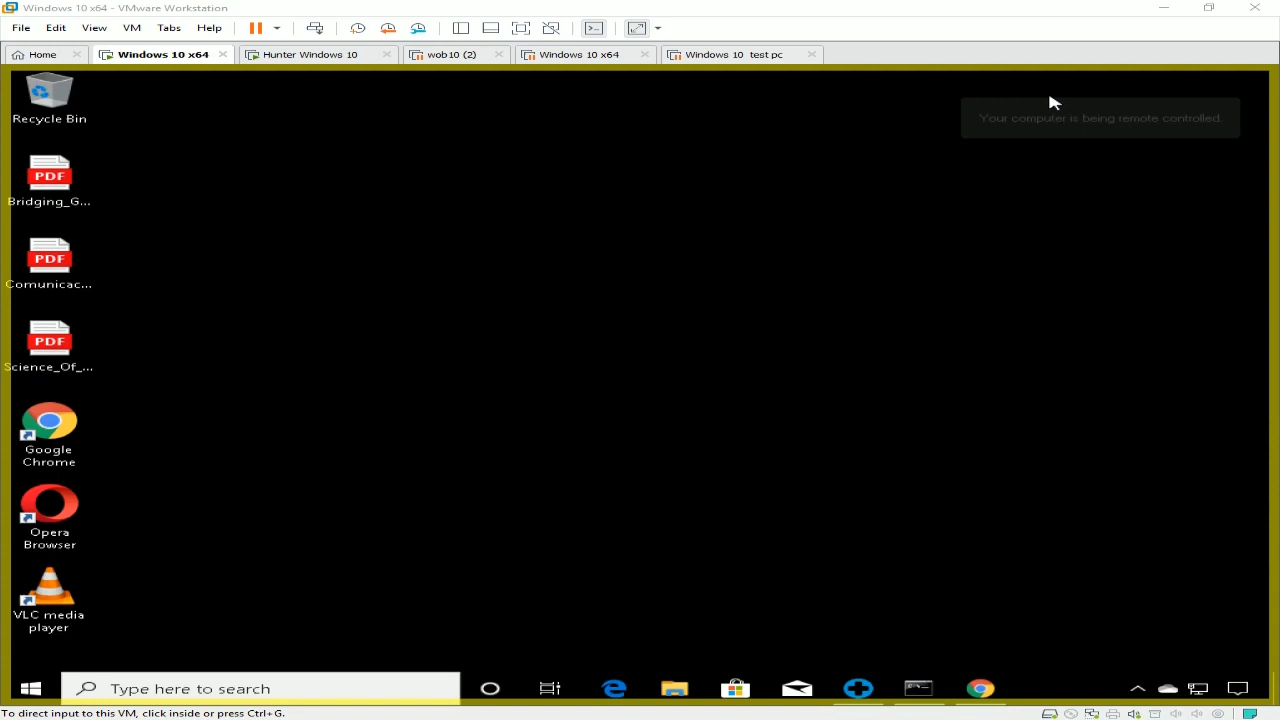 Windows 10 x64 - VMware Workstation
File Edit View VM Tabs Help
Home Windows 10 x64 Hunter Windows 10 wob10 (2) Windows 10 x64 Windows 10 test pc
Your computer is being remote controlled.
Recycle Bin
PDF
Bridging_G...
PDF
Comunicac...
PDF
Science_Of_...
Google
Chrome
Opera
Browser
VLC media
player
Type here to search
To direct input to this VM, click inside or press Ctrl+G.